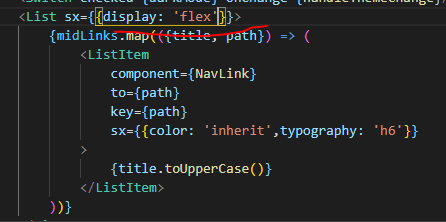 <List sx={{display: 'flex'}}>
{midLinks.map(({title, path}) => (
<ListItem
component={NavLink}
to={path}
key={path}
sx={{color: 'inherit',typography: 'h6'}}
>
{title.toUpperCase()}
</ListItem>
))}